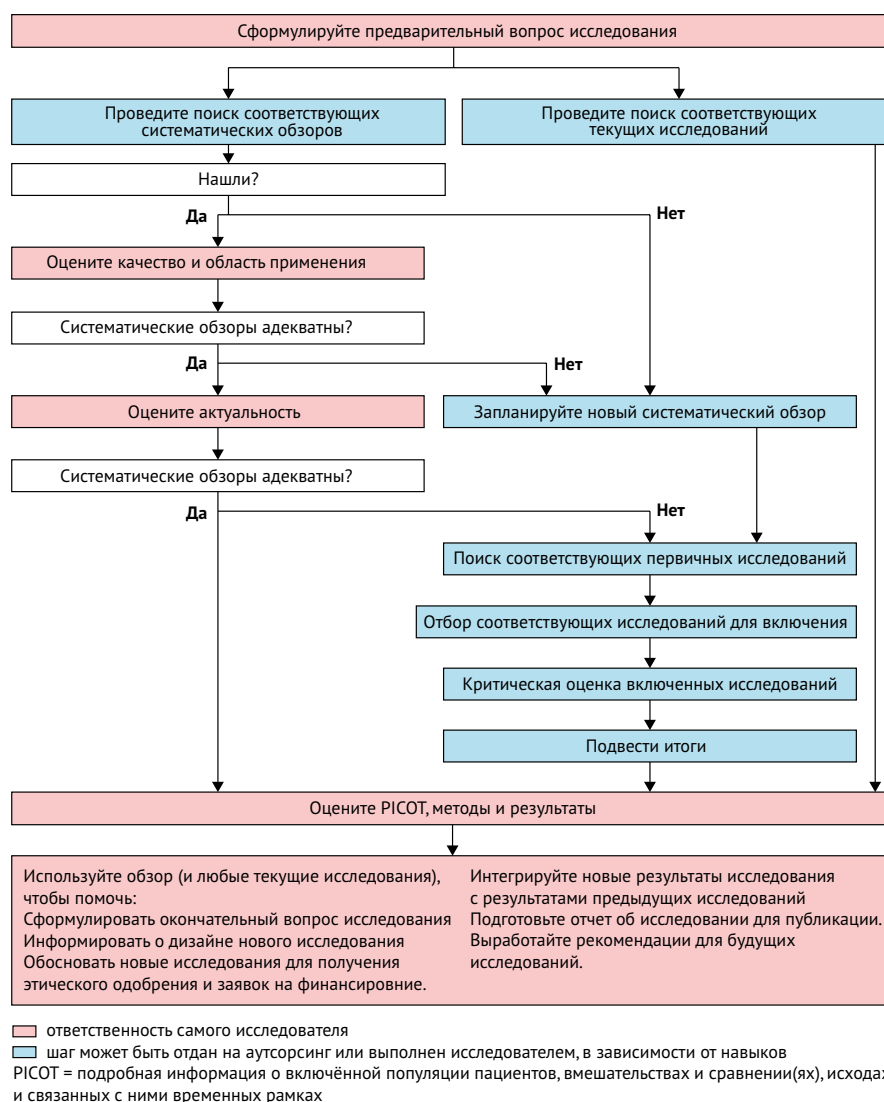 Сформулируйте предварительный вопрос исследования
Проведите поиск соответствующих
систематических обзоров
Проведите поиск соответствующих
текущих исследований
Нашли?
Да
Нет
Оцените качество и область применения
Систематические обзоры адекватны?
Да
Нет
Оцените актуальность
Запланируйте новый систематический обзор
Систематические обзоры адекватны?
Да
Нет
Поиск соответствующих первичных исследований
Отбор соответствующих исследований для включения
Критическая оценка включенных исследований
Подвести итоги
Оцените PICOT, методы и результаты
Используйте обзор (и любые текущие исследования),
чтобы помочь:
Сформулировать окончательный вопрос исследования
Информировать о дизайне нового исследования
Обосновать новые исследования для получения
этического одобрения и заявок на финансировние.
Интегрируйте новые результаты исследования
с результатами предыдущих исследований
Подготовьте отчет об исследовании для публикации.
Выработайте рекомендации для будущих
исследований.
ответственность самого исследователя
шаг может быть отдан на аутсорсинг или выполнен исследователем, в зависимости от навыков
PICOT = подробная информация о включённой популяции пациентов, вмешательствах и сравнении(ях), исходах
и связанных с ними временных рамках